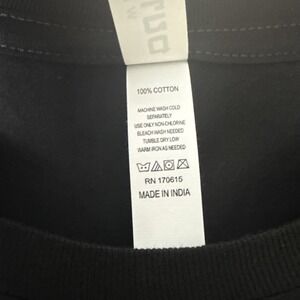 W
100% COTTON
MACHINE WASH COLD
SEPARATELY
USE ONLY NON-CHLORINE
BLEACH WASH NEEDED
TUMBLE DRY LOW
WARM IRON AS NEEDED
RN 170615
MADE IN INDIA